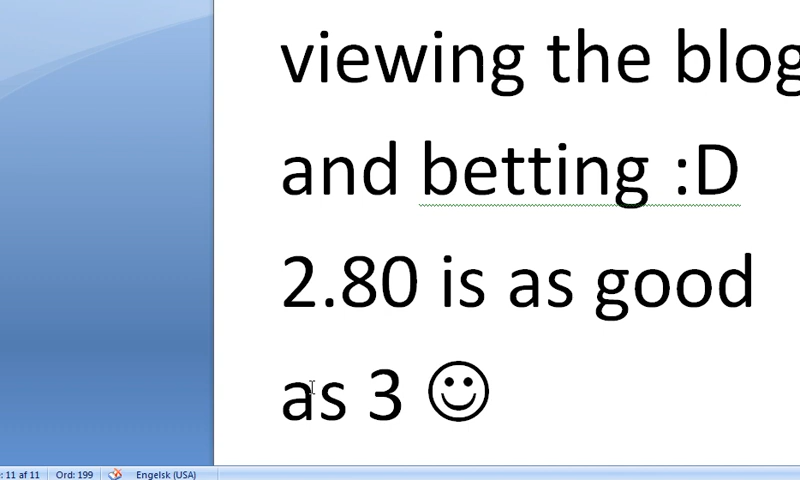 viewing the blog
and betting :D
2.80 is as good
as 3 ☺
: 11 af 11 Ord: 199 Engelsk (USA)